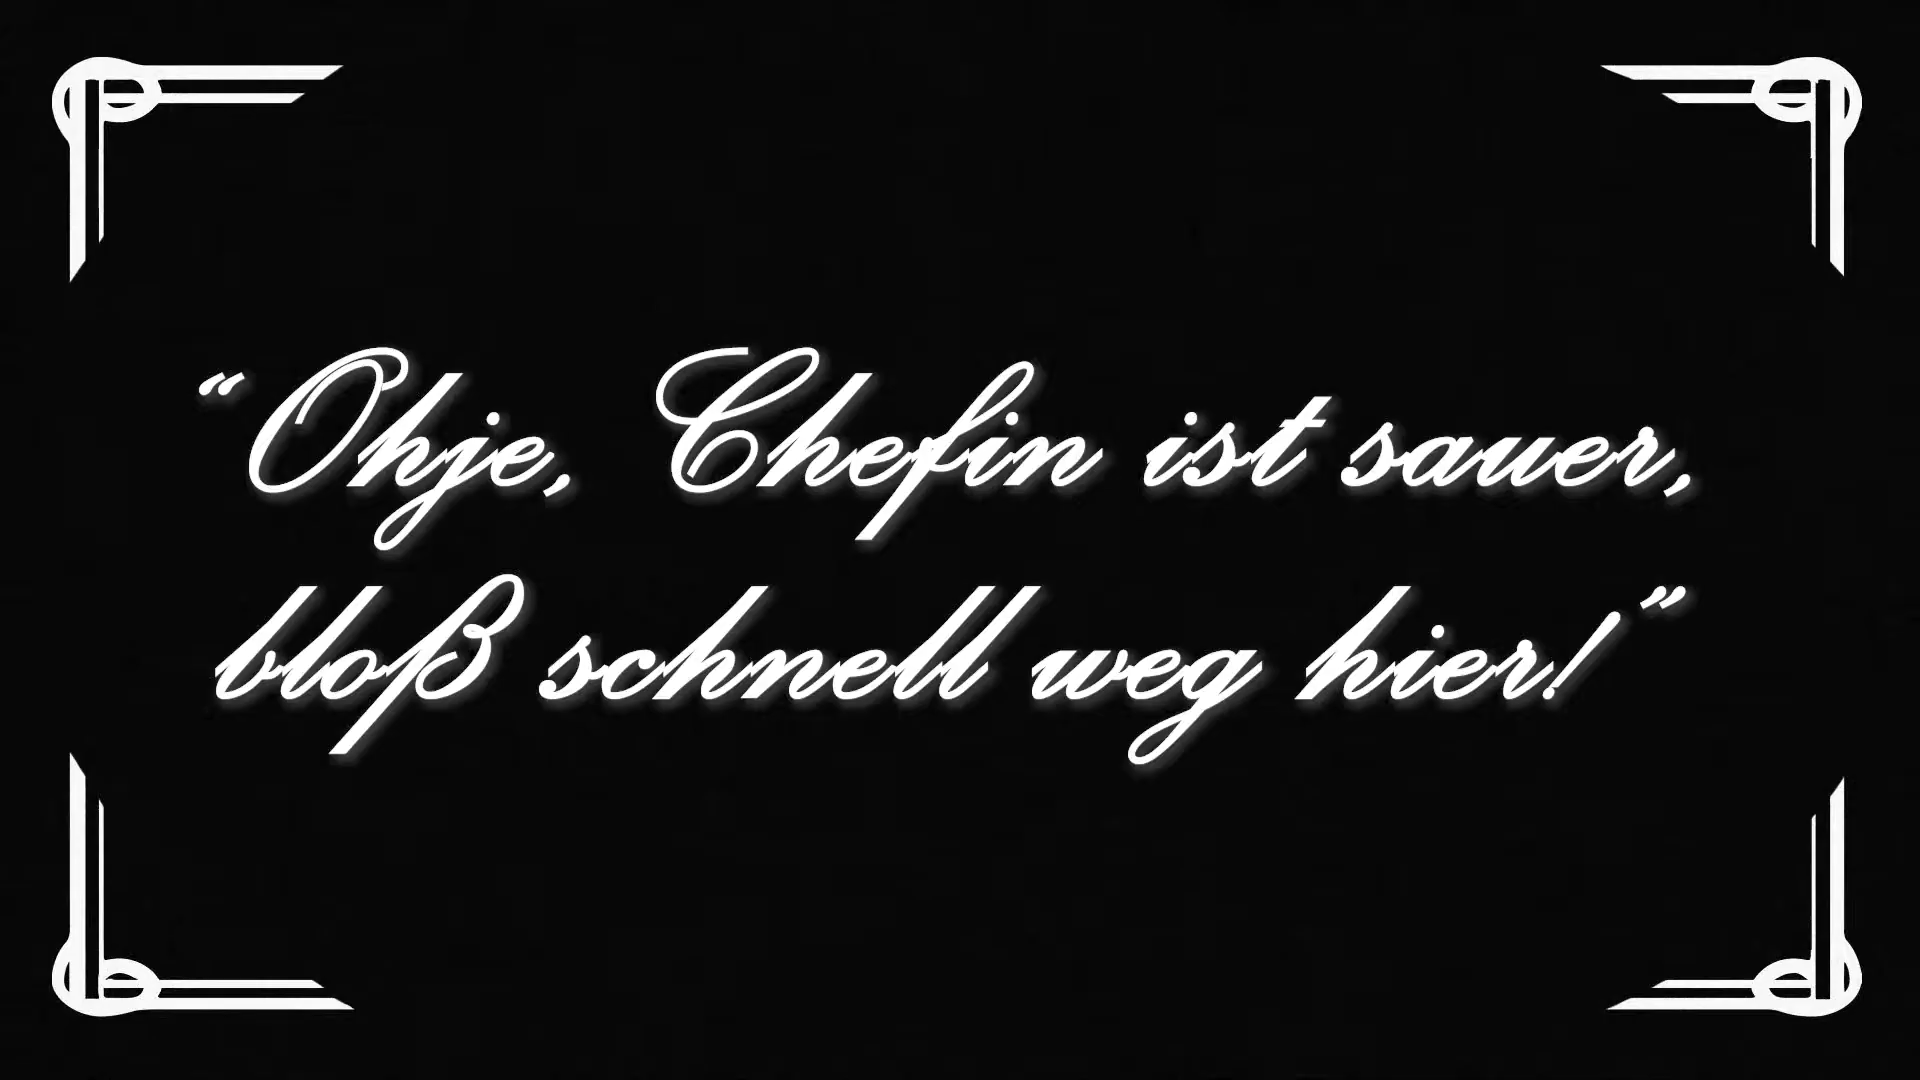 “Ohje, Chefin ist sauer,
bloß schnell weg hier!”